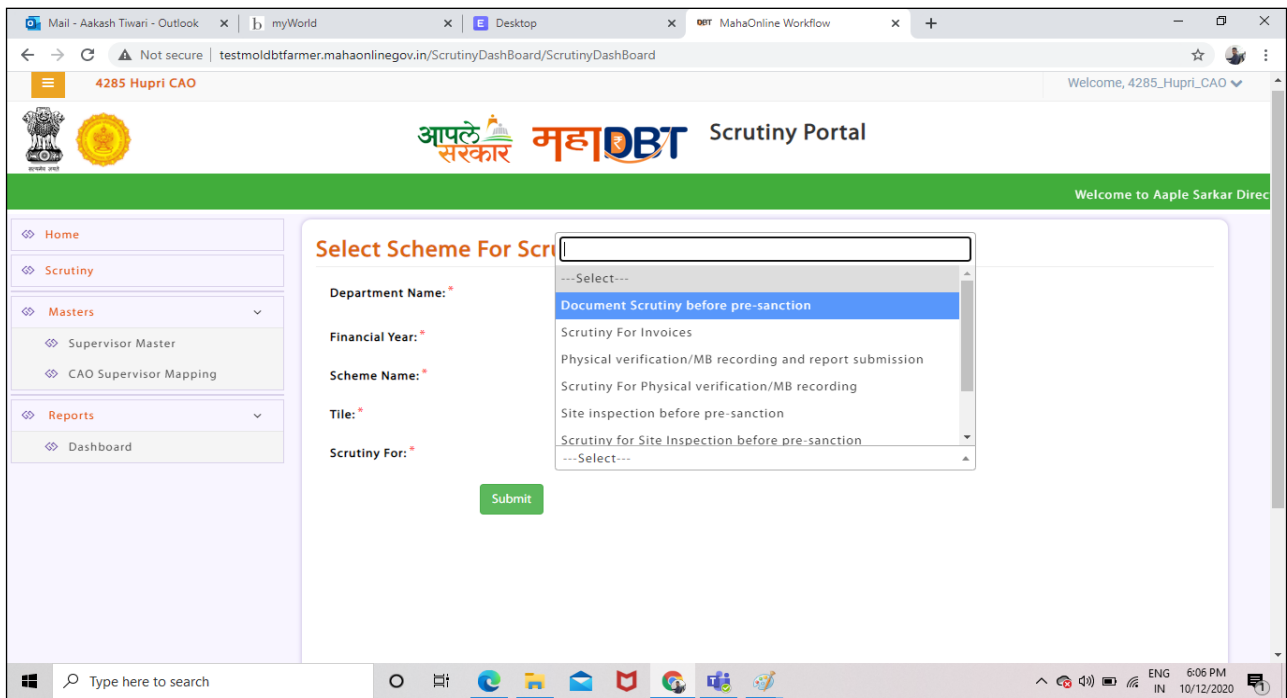 Mail - Aakash Tiwari - Outlook
b myWorld
E Desktop
DBT MahaOnline Workflow
Not secure | testmoldbtfarmer.mahaonlinegov.in/ScrutinyDashBoard/ScrutinyDashBoard
4285 Hupri CAO
Welcome, 4285_Hupri_CAO
सत्यमेव जयते
आपले सरकार महाDBT Scrutiny Portal
Welcome to Aaple Sarkar Direc
Home
Scrutiny
Masters
Supervisor Master
CAO Supervisor Mapping
Reports
Dashboard
Select Scheme For Scru
Department Name: *
Financial Year: *
Scheme Name: *
Tile: *
Scrutiny For: *
---Select---
Document Scrutiny before pre-sanction
Scrutiny For Invoices
Physical verification/MB recording and report submission
Scrutiny For Physical verification/MB recording
Site inspection before pre-sanction
Scrutiny for Site Inspection before pre-sanction
---Select---
Submit
Type here to search
ENG 6:06 PM
IN 10/12/2020